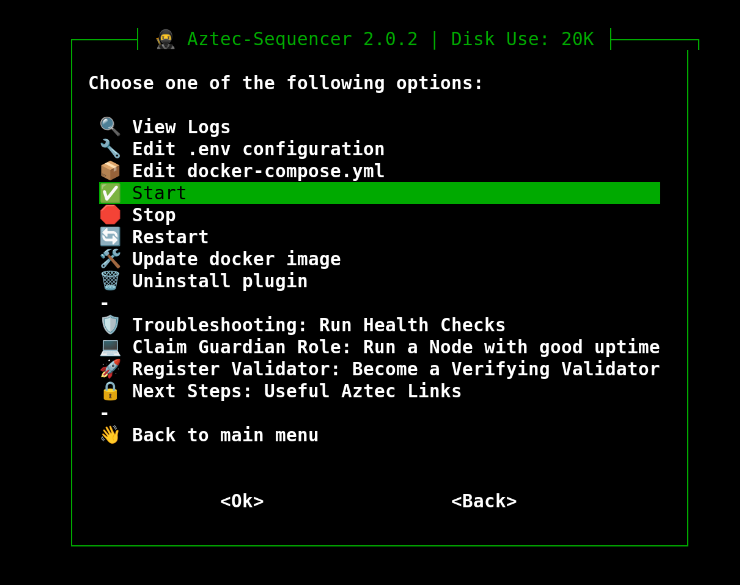 🥷 Aztec-Sequencer 2.0.2 | Disk Use: 20K
Choose one of the following options:
🔍 View Logs
🔧 Edit .env configuration
📦 Edit docker-compose.yml
✅ Start
🛑 Stop
🔄 Restart
🛠️ Update docker image
🗑️ Uninstall plugin
-
🛡️ Troubleshooting: Run Health Checks
💻 Claim Guardian Role: Run a Node with good uptime
🚀 Register Validator: Become a Verifying Validator
🔒 Next Steps: Useful Aztec Links
-
👋 Back to main menu
<Ok> <Back>